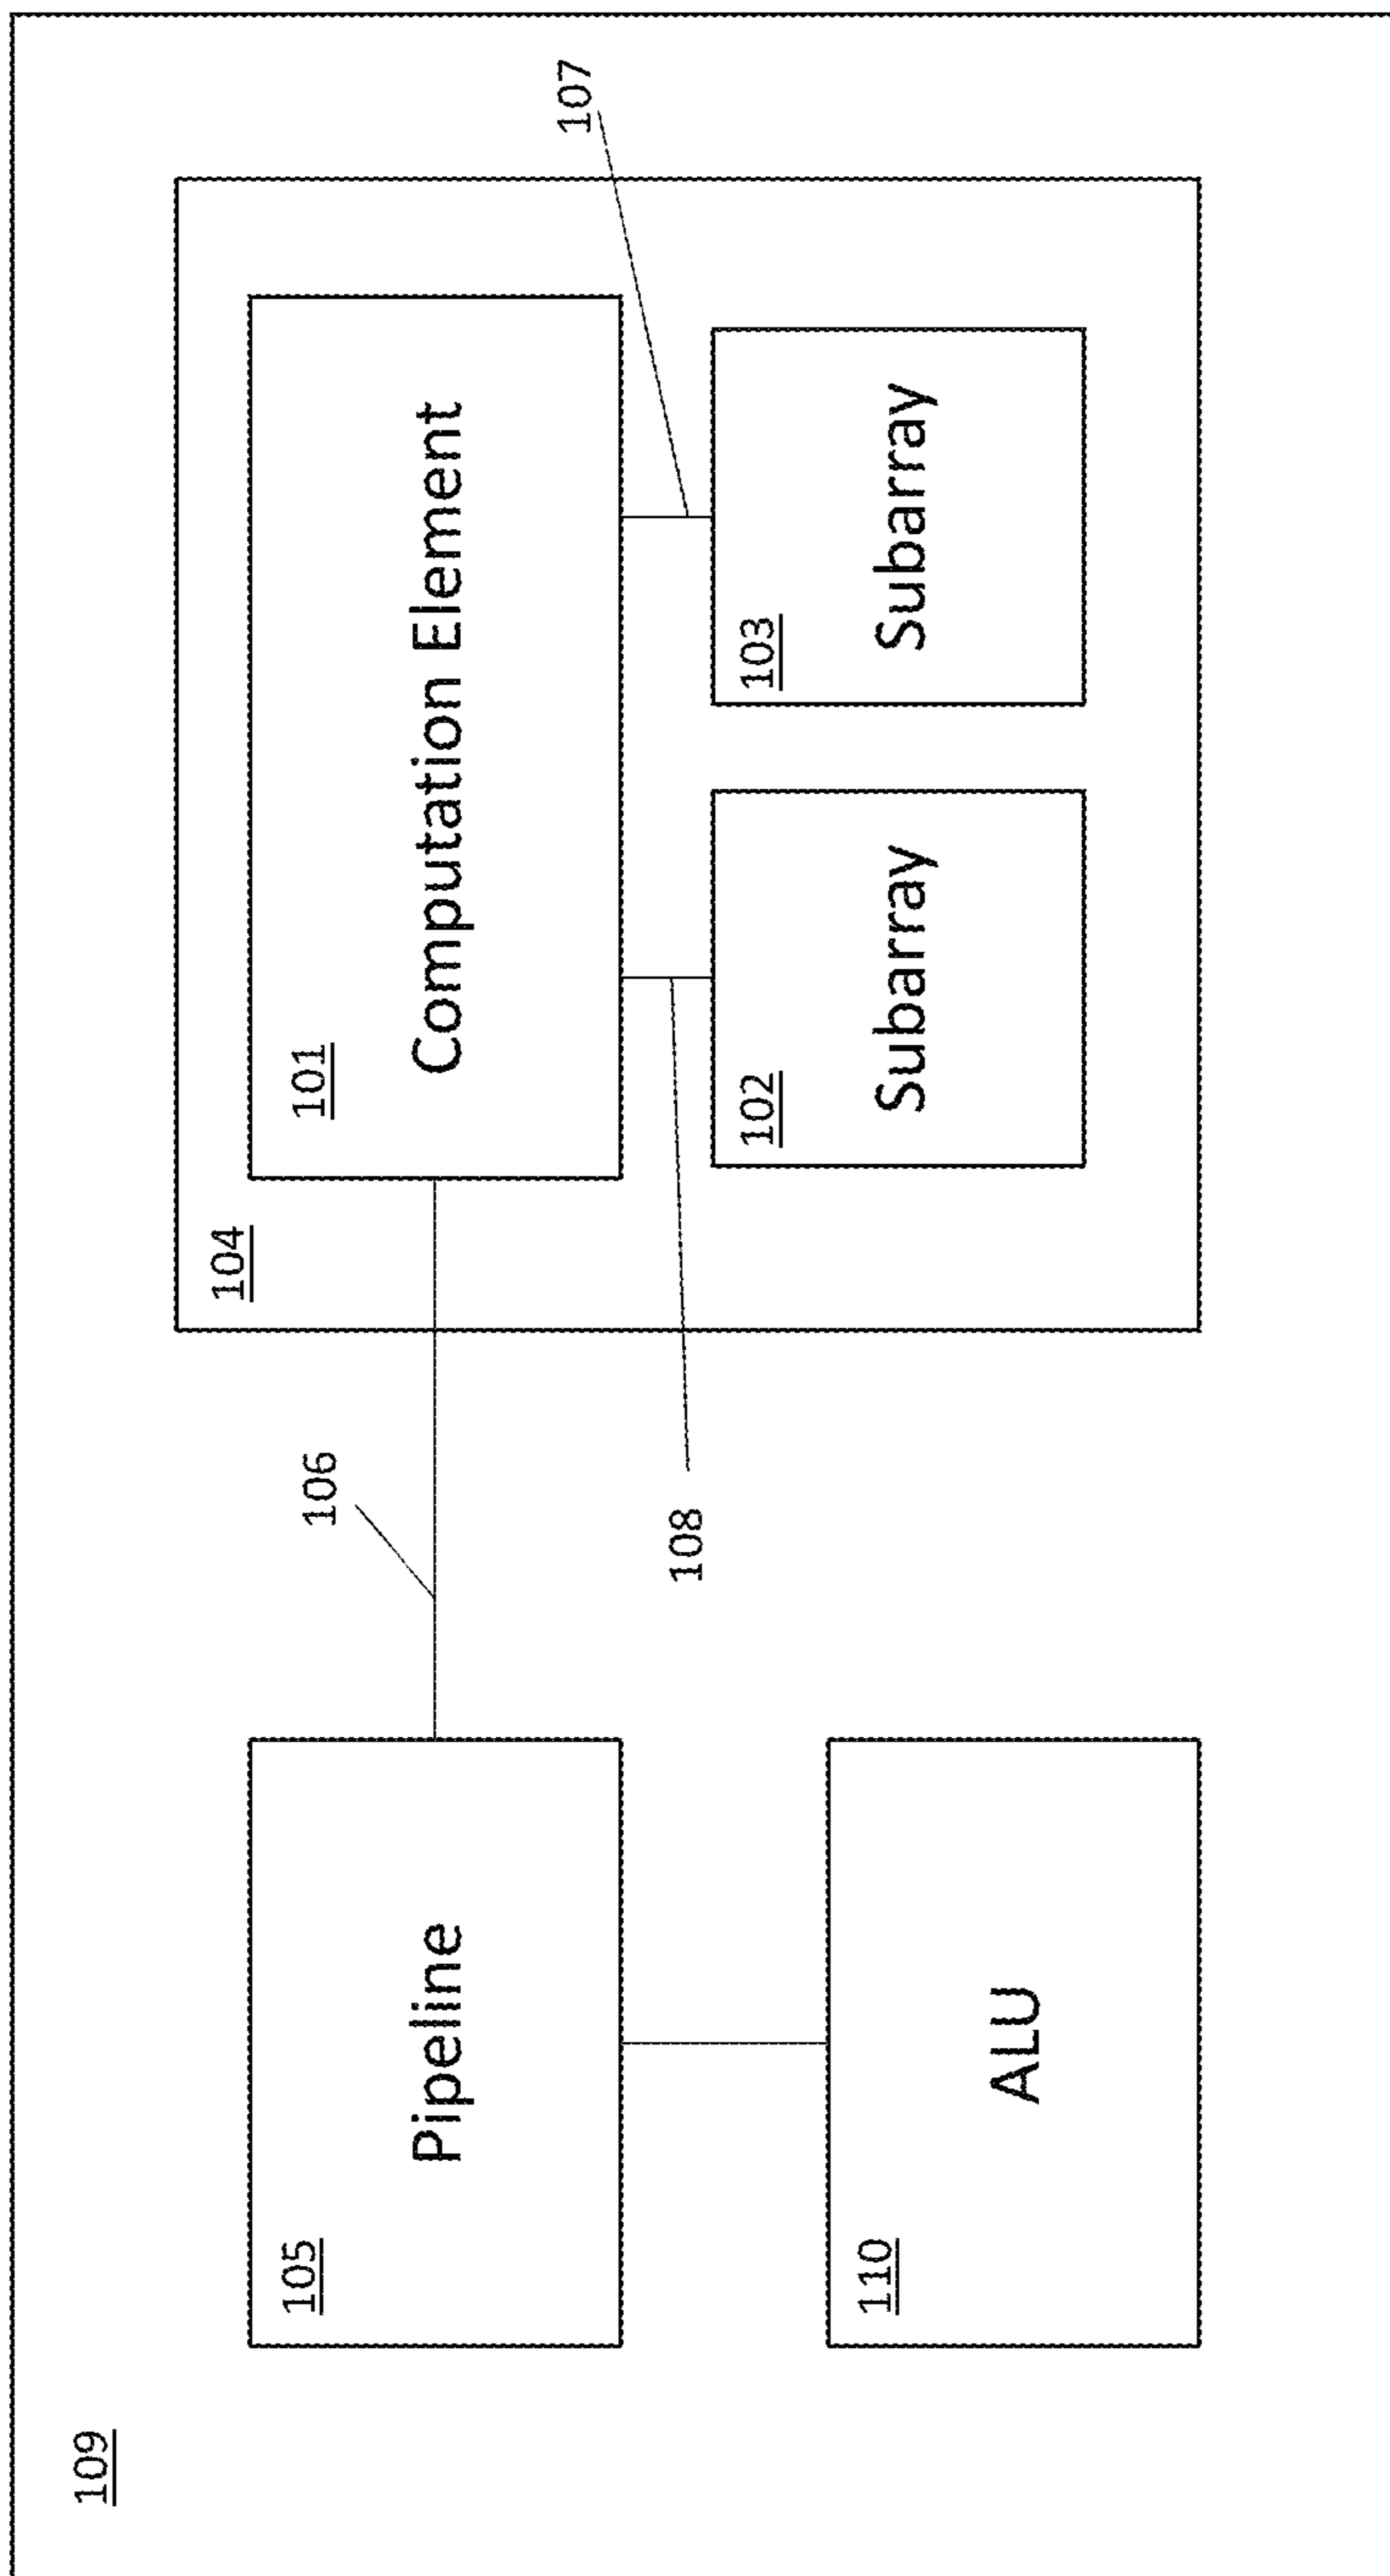 109
105
Pipeline
110
ALU
106
108
104
101
Computation Element
102
Subarray
103
Subarray
107